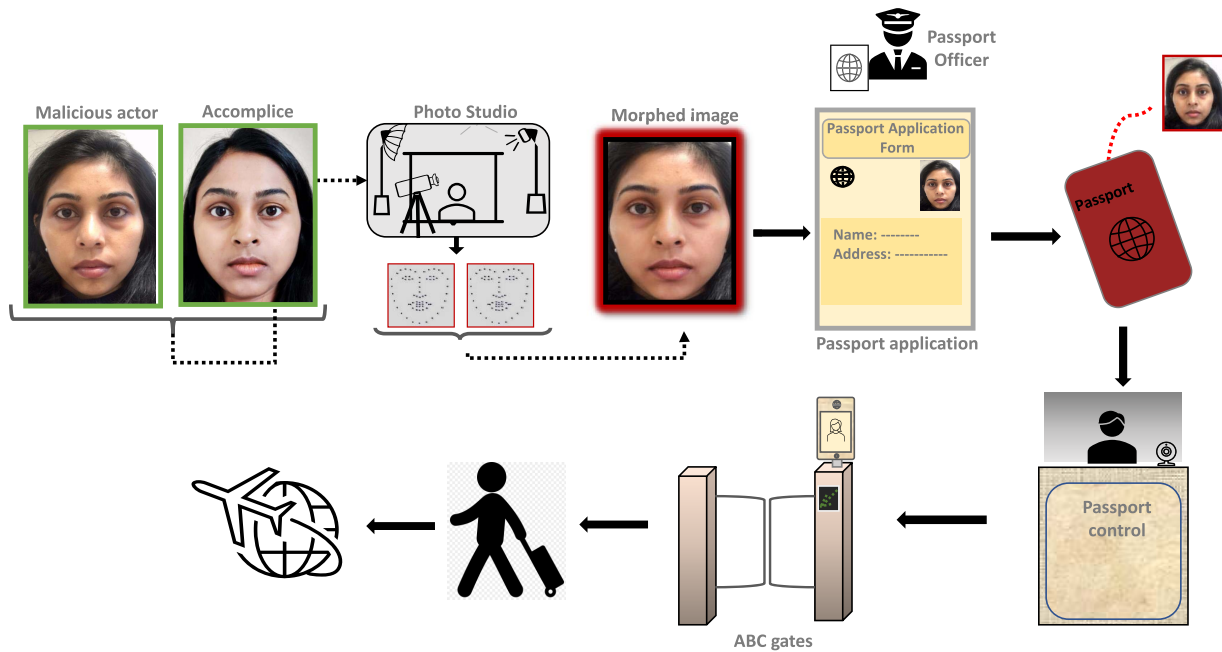 Passport
Officer
Malicious actor
Accomplice
Photo Studio
Morphed image
Passport Application
Form
Name: --------
Address: -----------
Passport
Passport application
Passport
control
ABC gates